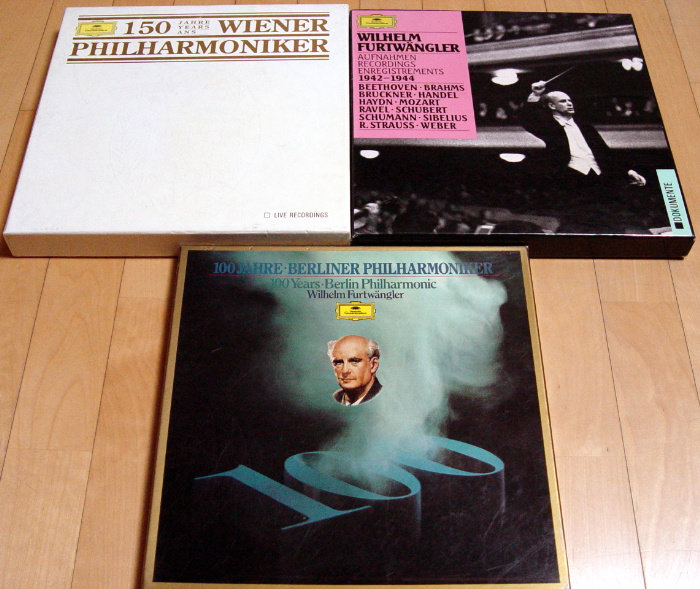 150 JAHRE YEARS ANS WIENER
PHILHARMONIKER
LIVE RECORDINGS
WILHELM
FURTWÄNGLER
AUFNAHMEN
RECORDINGS
ENREGISTREMENTS
1942-1944
BEETHOVEN · BRAHMS
BRUCKNER · HANDEL
HAYDN · MOZART
RAVEL · SCHUBERT
SCHUMANN · SIBELIUS
R. STRAUSS · WEBER
DOKUMENTE
100 JAHRE · BERLINER PHILHARMONIKER
100 Years · Berlin Philharmonic
Wilhelm Furtwängler
Deutsche
Grammophon
100